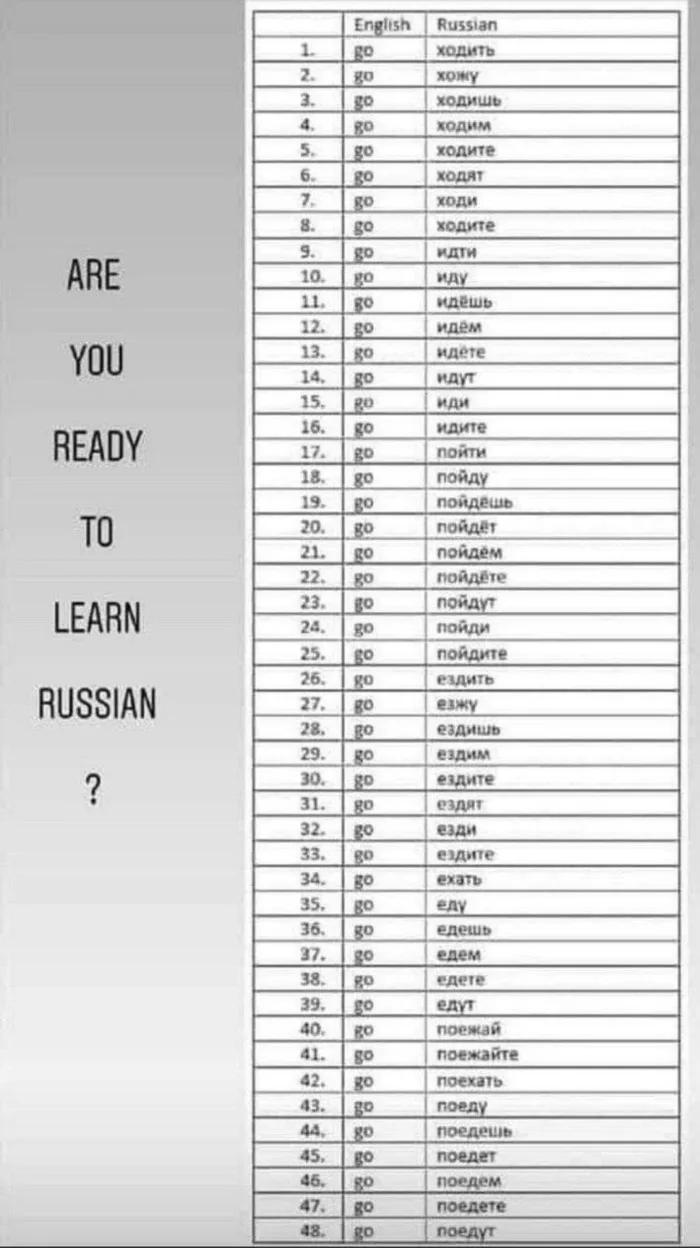 ARE
YOU
READY
TO
LEARN
RUSSIAN
?
English Russian
1. go ходить
2. go хожу
3. go ходишь
4. go ходим
5. go ходите
6. go ходят
7. go ходи
8. go ходите
9. go идти
10. go иду
11. go идёшь
12. go идём
13. go идёте
14. go идут
15. go иди
16. go идите
17. go пойти
18. go пойду
19. go пойдёшь
20. go пойдёт
21. go пойдём
22. go пойдёте
23. go пойдут
24. go пойди
25. go пойдите
26. go ездить
27. go езжу
28. go ездишь
29. go ездим
30. go ездите
31. go ездят
32. go езди
33. go ездите
34. go ехать
35. go еду
36. go едешь
37. go едем
38. go едете
39. go едут
40. go поежай
41. go поежайте
42. go поехать
43. go поеду
44. go поедешь
45. go поедет
46. go поедем
47. go поедете
48. go поедут